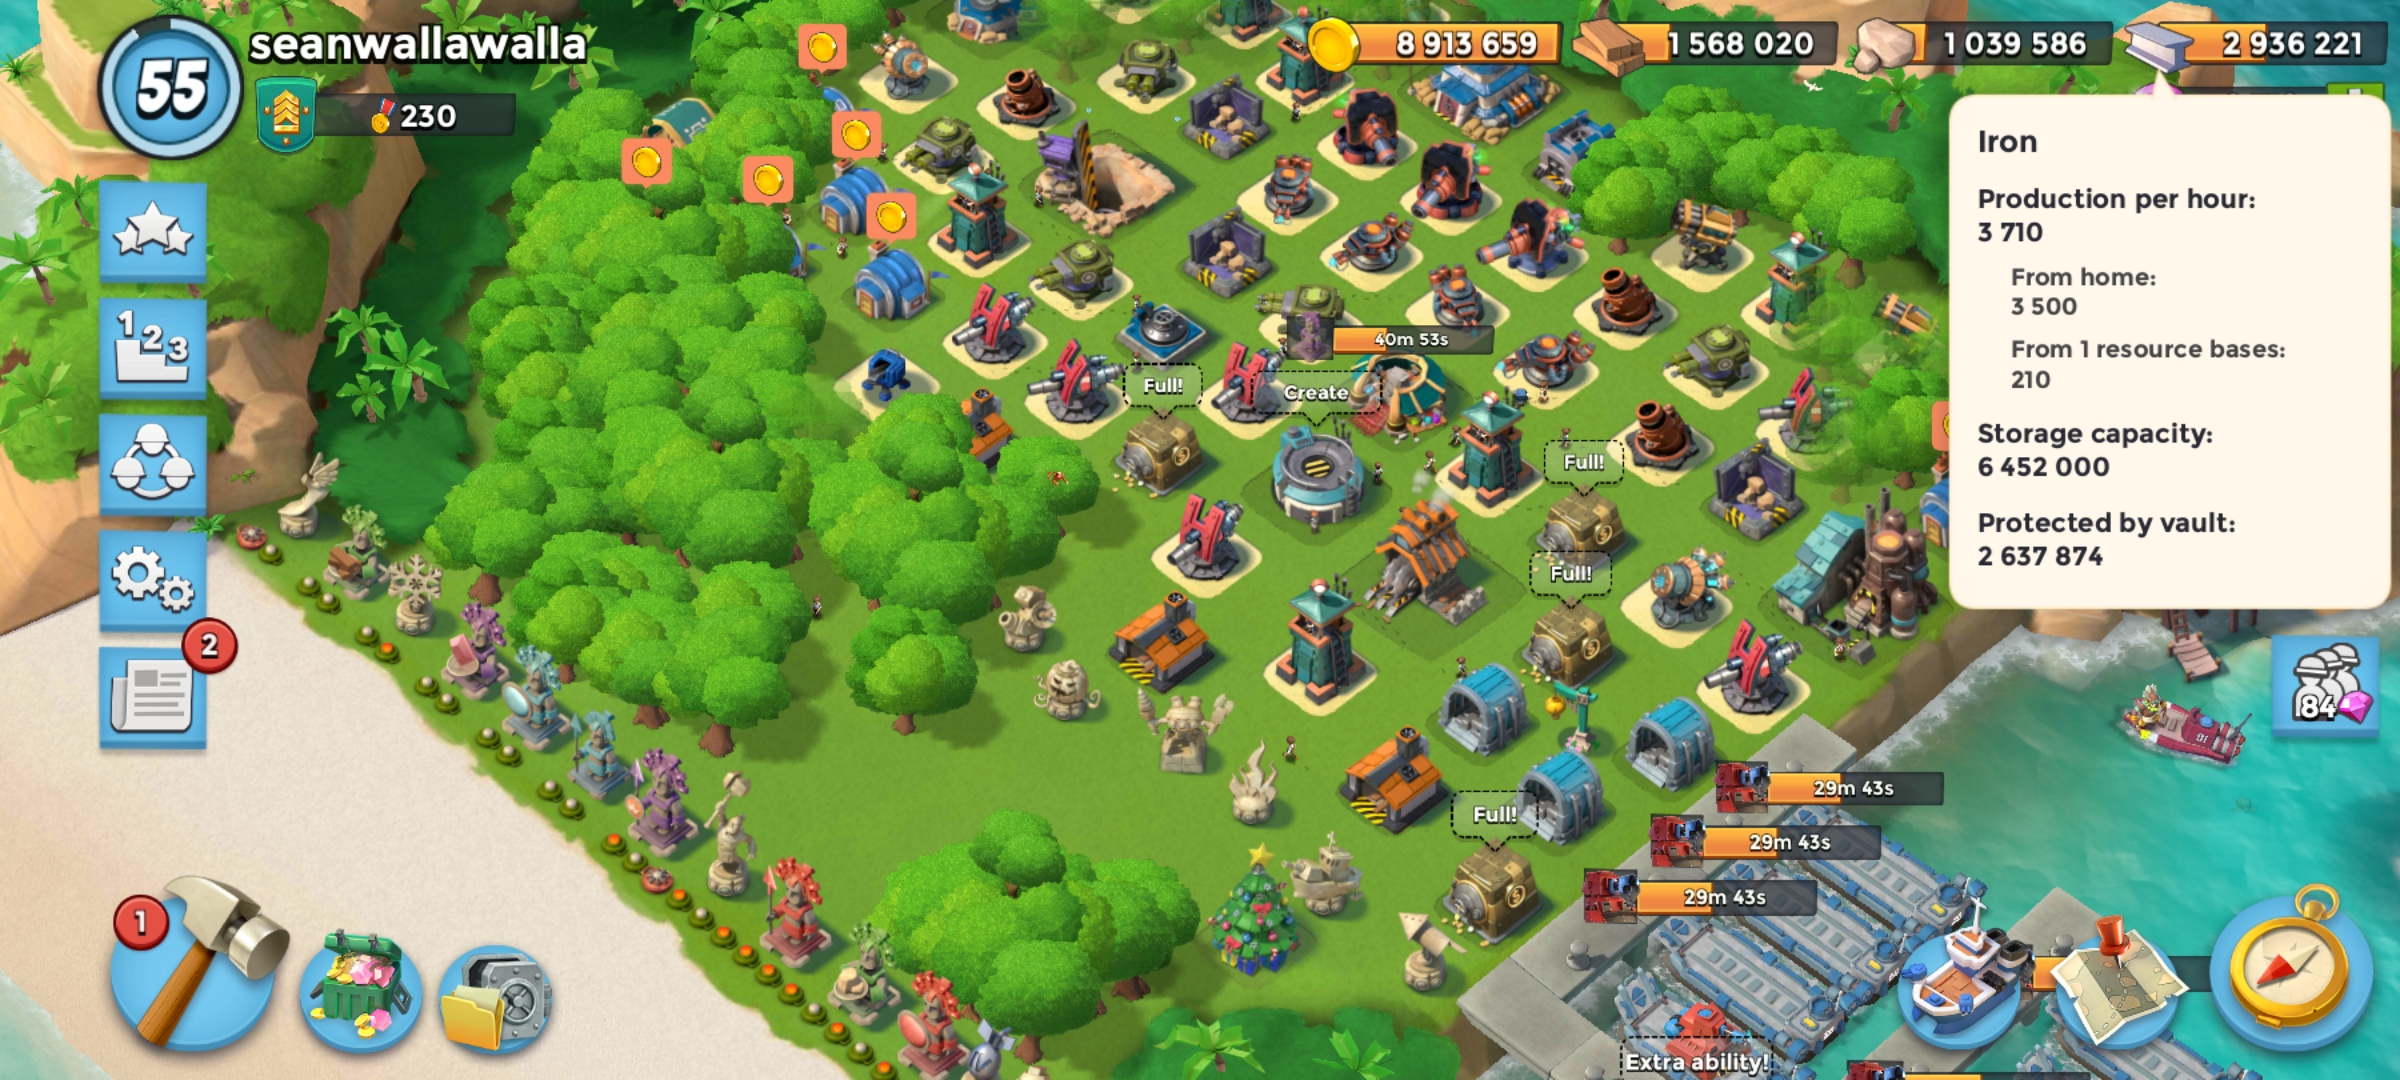 55
seanwallawalla
230
8 913 659
1 568 020
1 039 586
2 936 221
Iron
Production per hour:
3 710
From home:
3 500
From 1 resource bases:
210
Storage capacity:
6 452 000
Protected by vault:
2 637 874
1 2 3
40m 53s
Full!
Create
Full!
Full!
2
84
29m 43s
29m 43s
Full!
29m 43s
1
Extra ability!